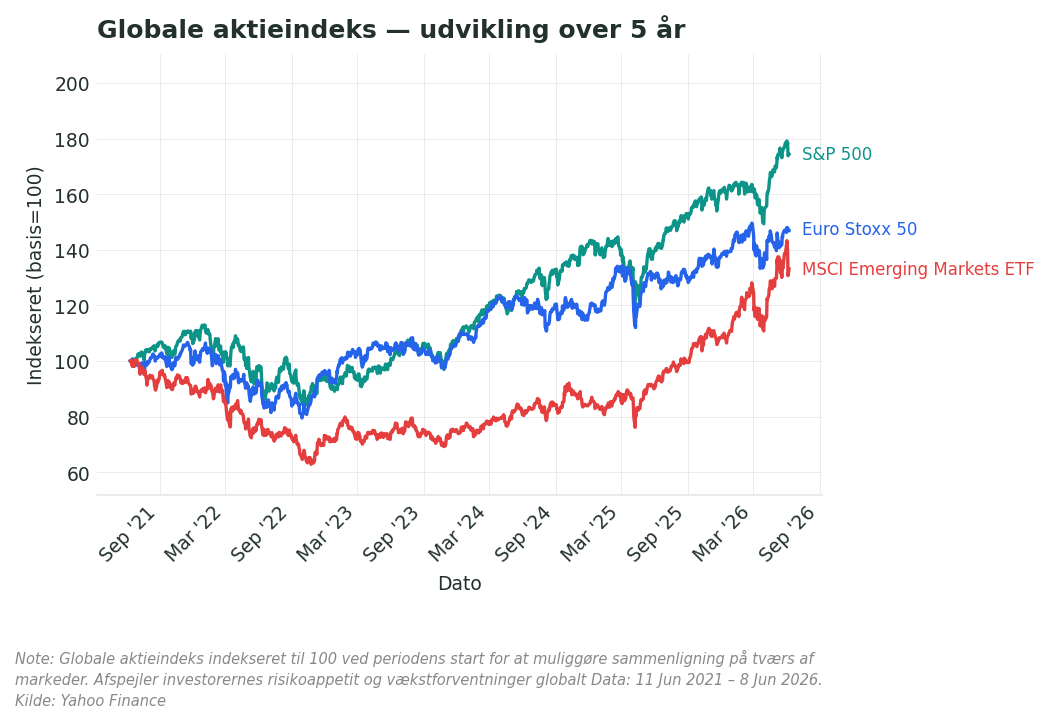 Globale aktieindeks — udvikling over 5 år
Indekseret (basis=100)
200
180
160
140
120
100
80
60
S&P 500
Euro Stoxx 50
MSCI Emerging Markets ETF
Sep '21
Mar '22
Sep '22
Mar '23
Sep '23
Mar '24
Sep '24
Mar '25
Sep '25
Mar '26
Sep '26
Dato
Note: Globale aktieindeks indekseret til 100 ved periodens start for at muliggøre sammenligning på tværs af
markeder. Afspejler investorernes risikoappetit og vækstforventninger globalt Data: 11 Jun 2021 – 8 Jun 2026.
Kilde: Yahoo Finance